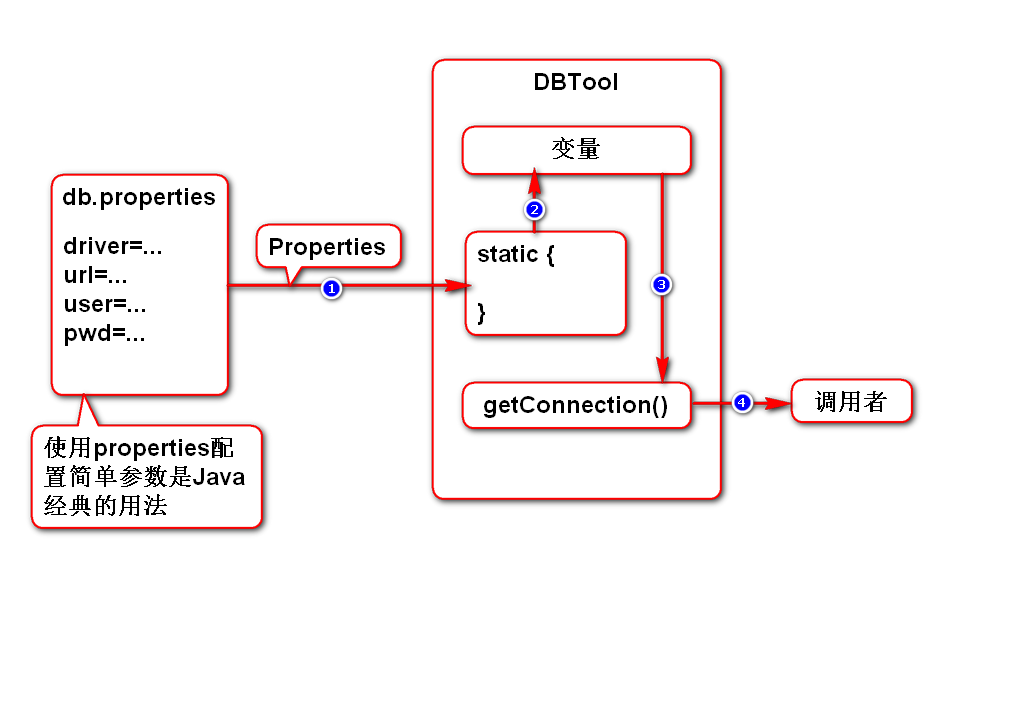 DBTool
变量
db.properties
driver=...
url=...
user=...
pwd=...
Properties
1
2
static {
}
3
getConnection()
4
调用者
使用properties配
置简单参数是Java
经典的用法